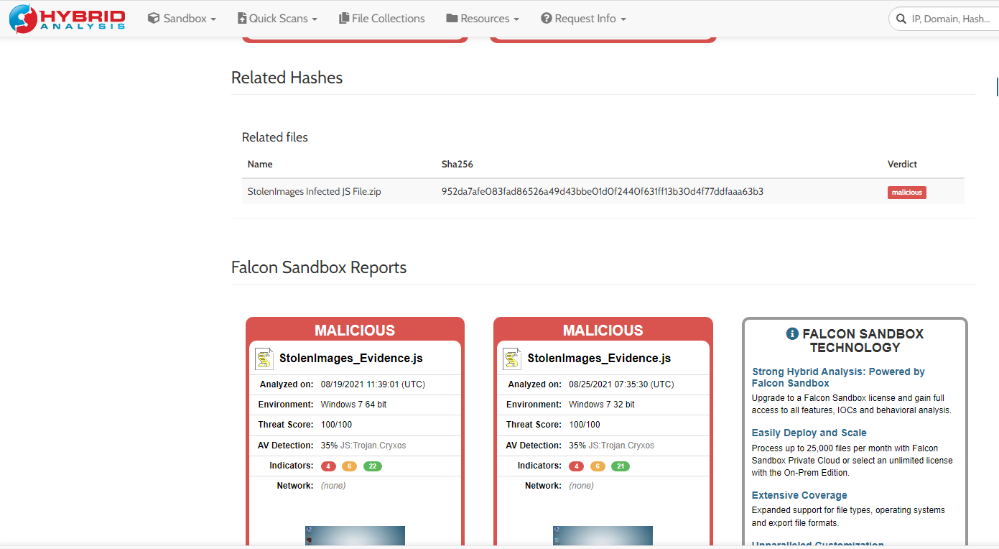 HYBRID
ANALYSIS
Sandbox
Quick Scans
File Collections
Resources
Request Info
IP, Domain, Hash...
Related Hashes
Related files
Name Sha256 Verdict
StolenImages Infected JS File.zip 952da7afe083fad86526a49d43bbe01d0f2440f631ff13b30d4f77ddfaaa63b3 malicious
Falcon Sandbox Reports
MALICIOUS
StolenImages_Evidence.js
Analyzed on: 08/19/2021 11:39:01 (UTC)
Environment: Windows 7 64 bit
Threat Score: 100/100
AV Detection: 35% JS:Trojan.Cryxos
Indicators: 4 6 22
Network: (none)
MALICIOUS
StolenImages_Evidence.js
Analyzed on: 08/25/2021 07:35:30 (UTC)
Environment: Windows 7 32 bit
Threat Score: 100/100
AV Detection: 35% JS:Trojan.Cryxos
Indicators: 4 6 21
Network: (none)
FALCON SANDBOX
TECHNOLOGY
Strong Hybrid Analysis: Powered by
Falcon Sandbox
Upgrade to a Falcon Sandbox license and gain full
access to all features, IOCs and behavioral analysis.
Easily Deploy and Scale
Process up to 25,000 files per month with Falcon
Sandbox Private Cloud or select an unlimited license
with the On-Prem Edition.
Extensive Coverage
Expanded support for file types, operating systems
and export file formats.
Unparalleled Customization